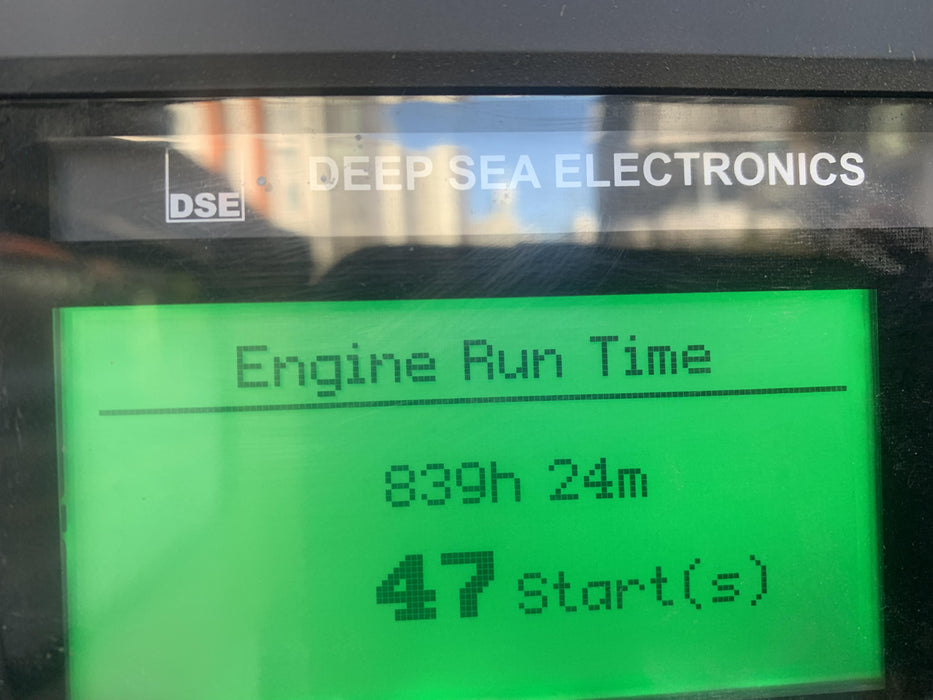 DSE
DEEP SEA ELECTRONICS
Engine Run Time
839h 24m
47 Start(s)